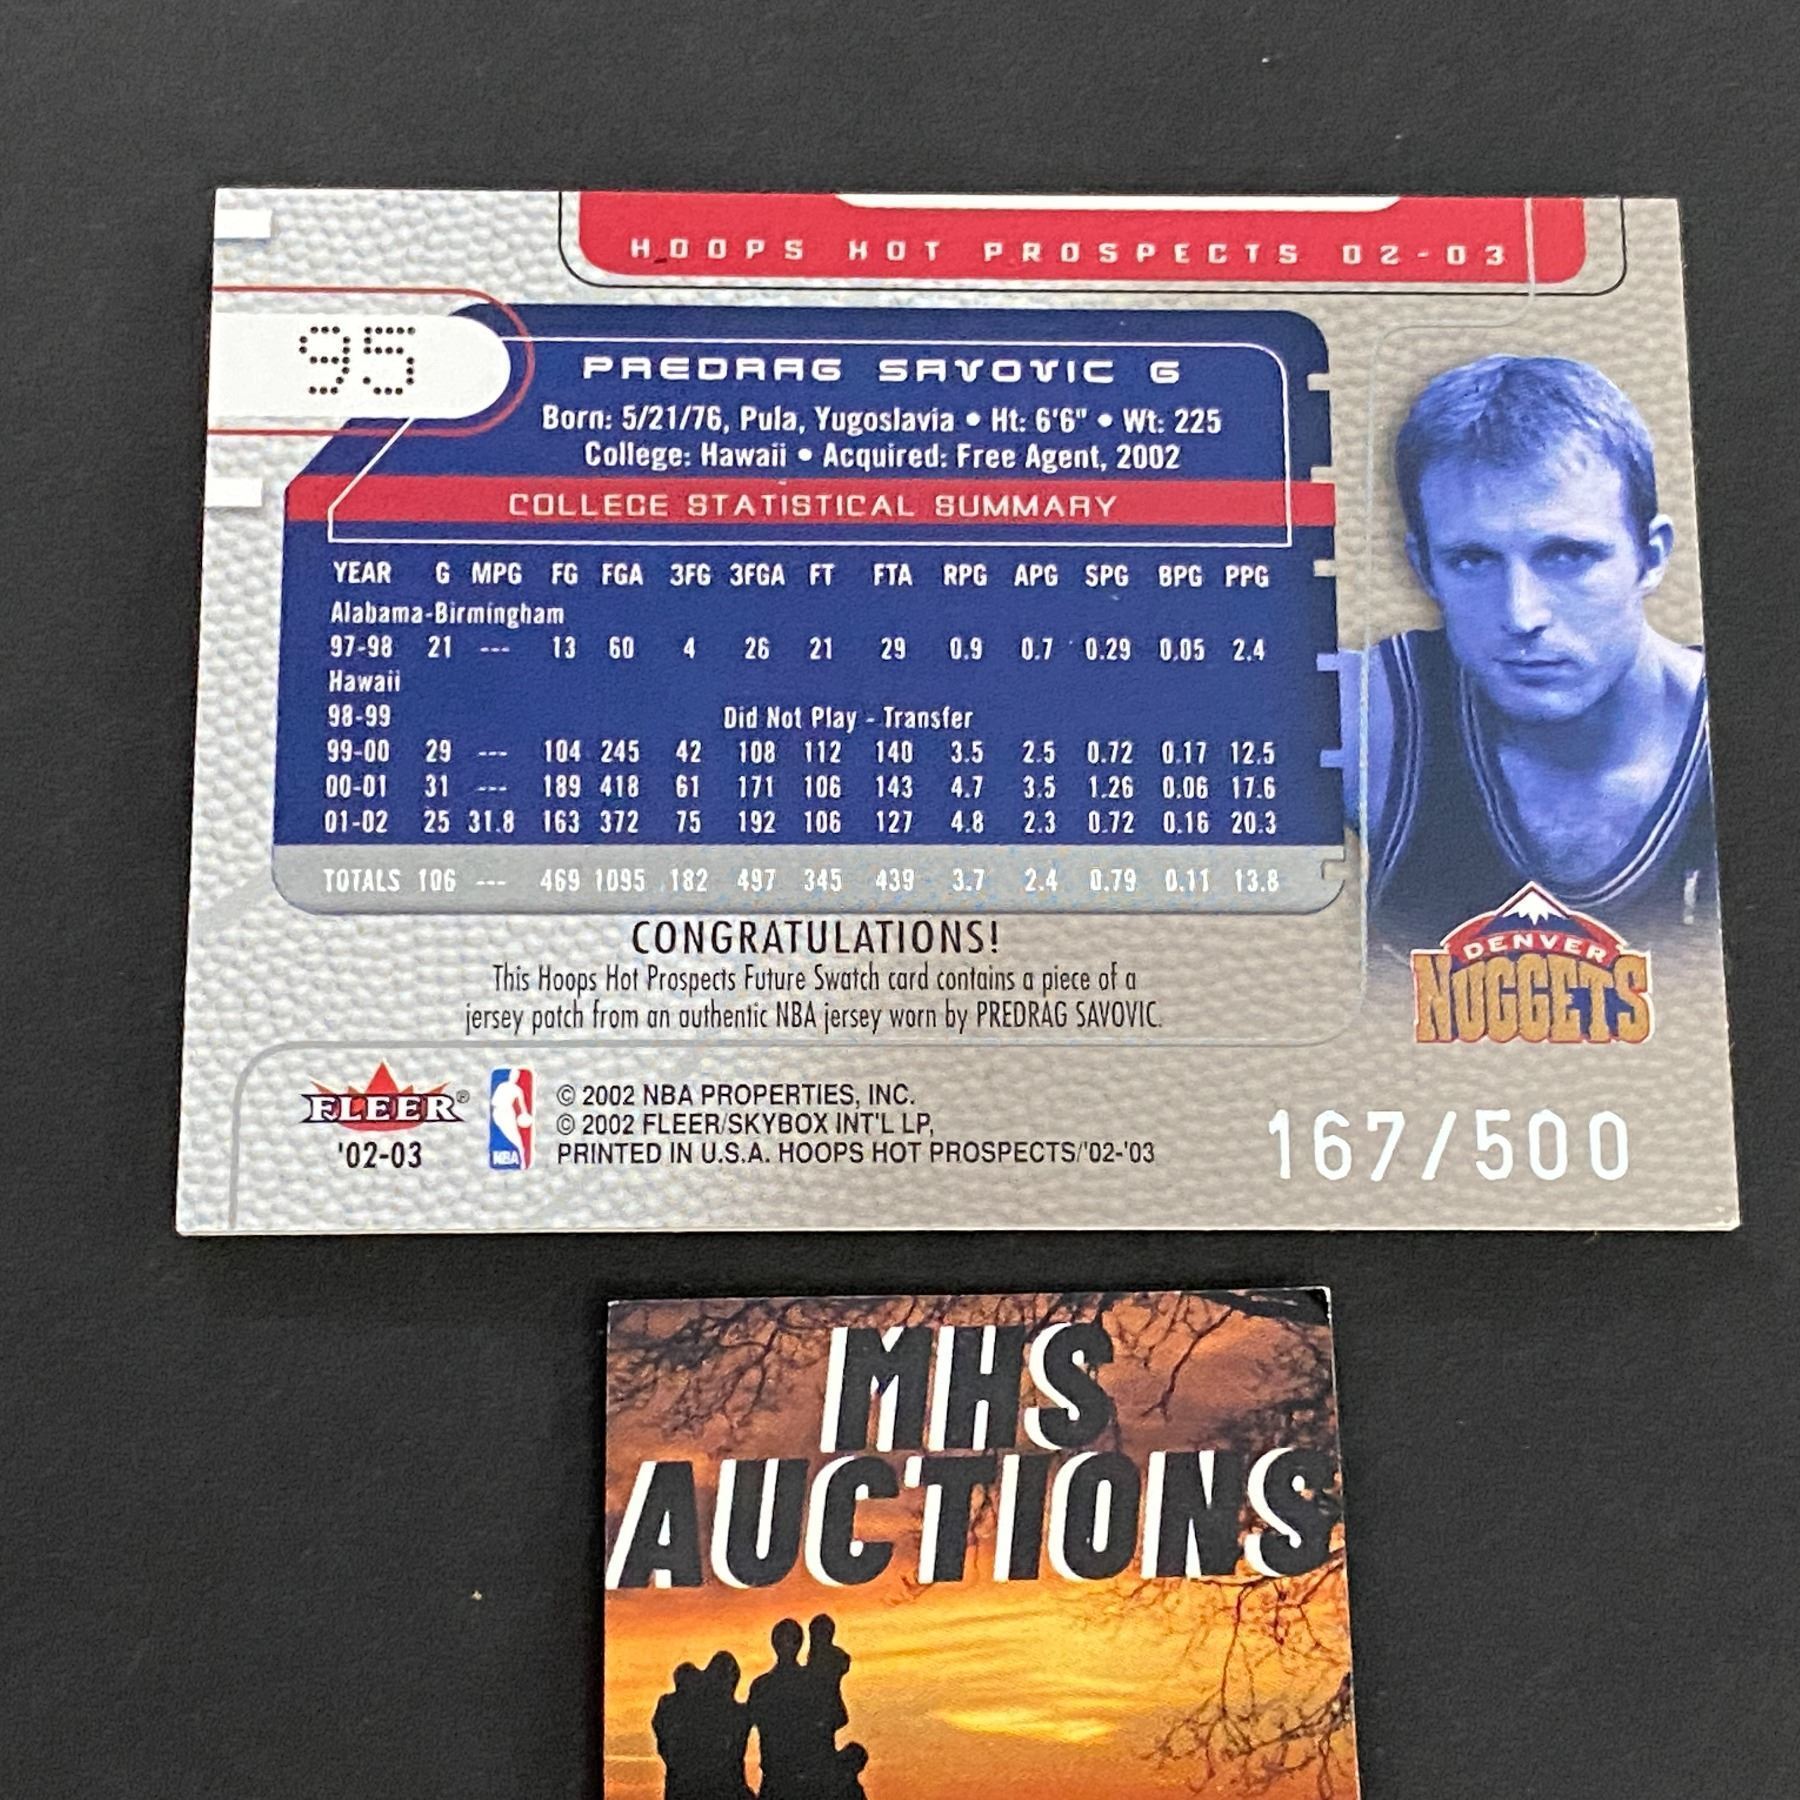 HOOPS HOT PROSPECTS 02-03
95
PREDRAG SAVOVIC G
Born: 5/21/76, Pula, Yugoslavia • Ht: 6'6" • Wt: 225
College: Hawaii • Acquired: Free Agent, 2002
COLLEGE STATISTICAL SUMMARY
YEAR G MPG FG FGA 3FG 3FGA FT FTA RPG APG SPG BPG PPG
Alabama-Birmingham
97-98 21 --- 13 60 4 26 21 29 0.9 0.7 0.29 0.05 2.4
Hawaii
98-99 Did Not Play - Transfer
99-00 29 --- 104 245 42 108 112 140 3.5 2.5 0.72 0.17 12.5
00-01 31 --- 189 418 61 171 106 143 4.7 3.5 1.26 0.06 17.6
01-02 25 31.8 163 372 75 192 106 127 4.8 2.3 0.72 0.16 20.3
TOTALS 106 --- 469 1095 182 497 345 439 3.7 2.4 0.79 0.11 13.8
CONGRATULATIONS!
This Hoops Hot Prospects Future Swatch card contains a piece of a
jersey patch from an authentic NBA jersey worn by PREDRAG SAVOVIC.
DENVER
NUGGETS
FLEER®
'02-03
NBA
© 2002 NBA PROPERTIES, INC.
© 2002 FLEER/SKYBOX INT'L LP,
PRINTED IN U.S.A. HOOPS HOT PROSPECTS/'02-'03
167/500
MHS
AUCTIONS